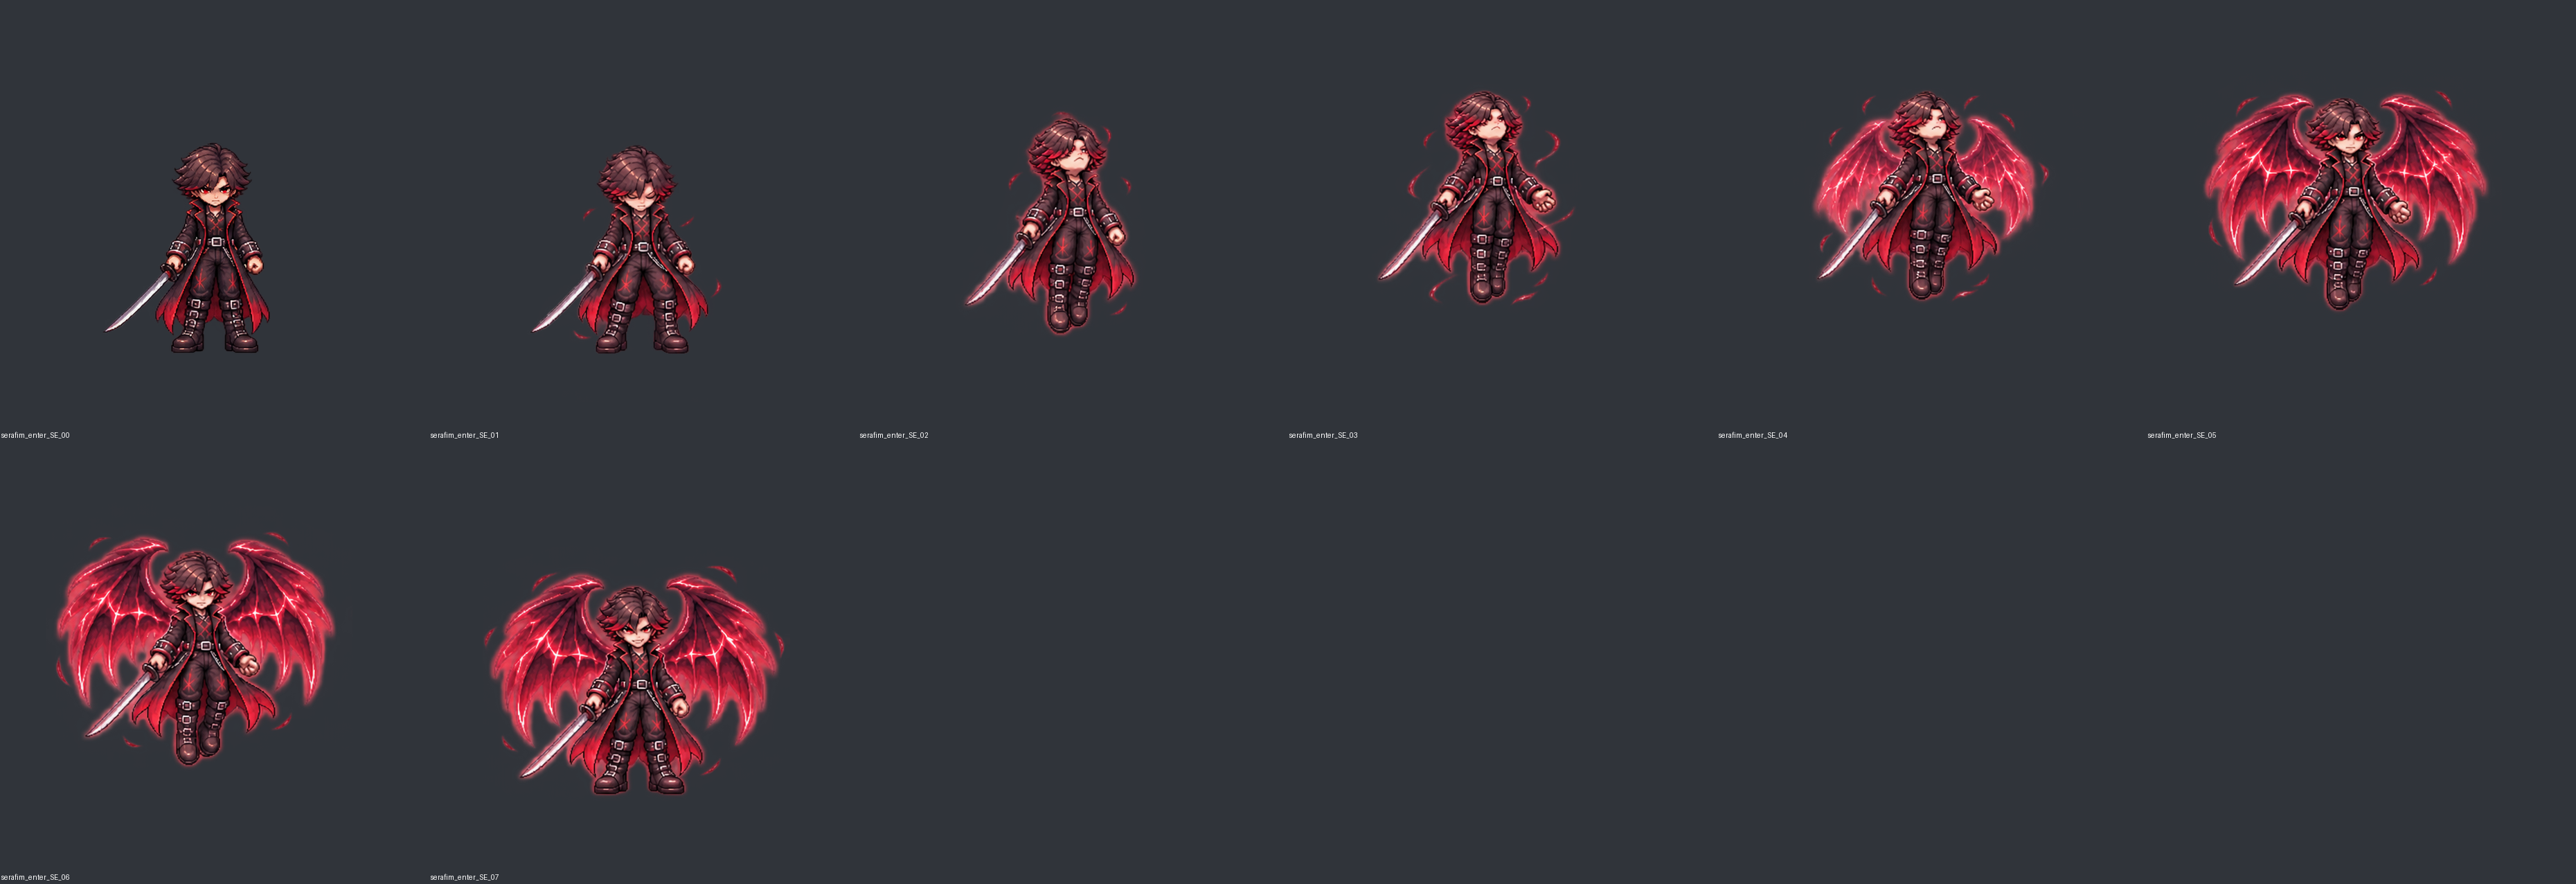 serafim_enter_SE_00
serafim_enter_SE_01
serafim_enter_SE_02
serafim_enter_SE_03
serafim_enter_SE_04
serafim_enter_SE_05
serafim_enter_SE_06
serafim_enter_SE_07